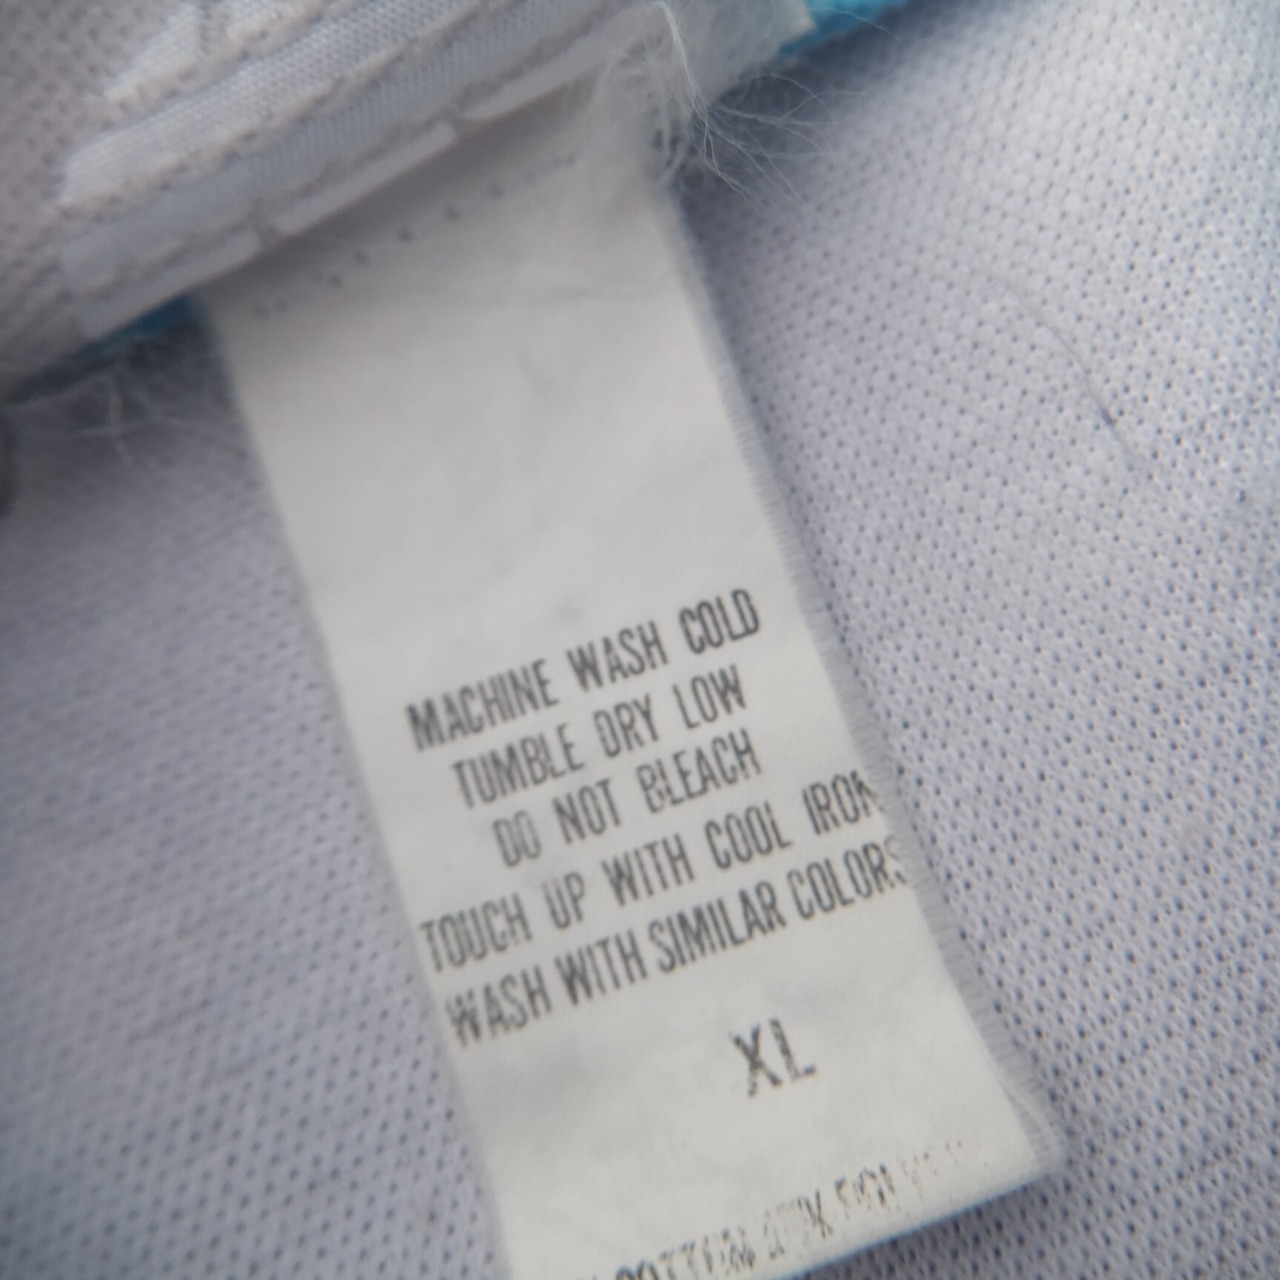 MACHINE WASH COLD
TUMBLE DRY LOW
DO NOT BLEACH
TOUCH UP WITH COOL IRON
WASH WITH SIMILAR COLORS
XL
COTTON